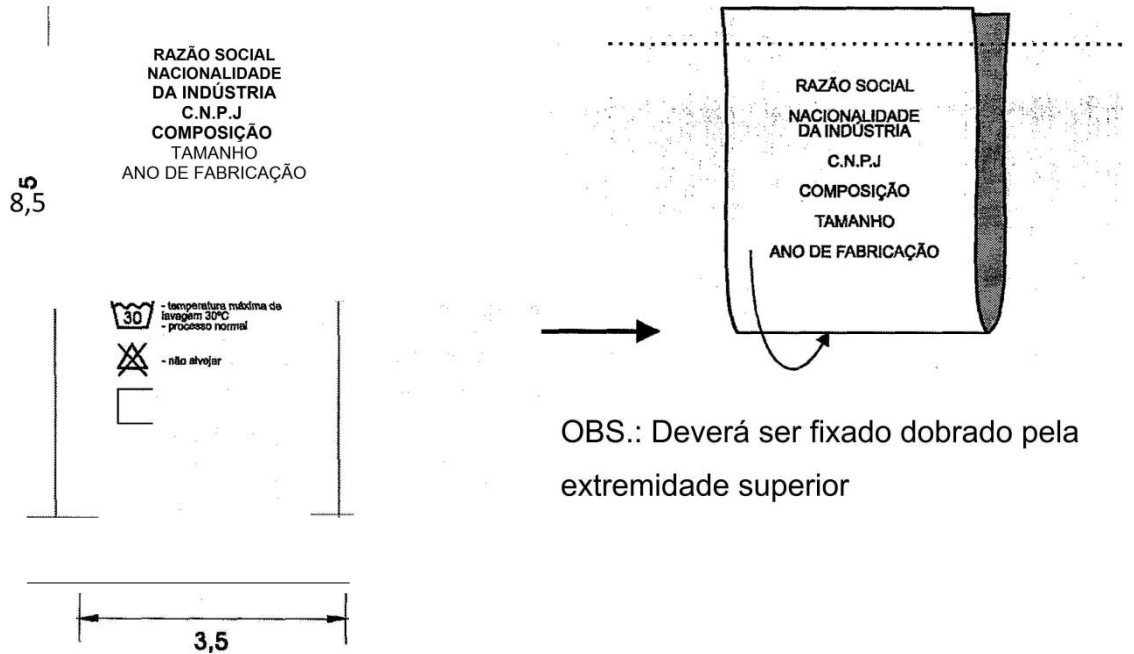 RAZÃO SOCIAL
NACIONALIDADE
DA INDÚSTRIA
C.N.P.J
COMPOSIÇÃO
TAMANHO
ANO DE FABRICAÇÃO
5
8,5
30
- temperatura máxima de
lavagem 30ºC
- processo normal
- não alvejar
3,5
RAZÃO SOCIAL
NACIONALIDADE
DA INDÚSTRIA
C.N.P.J
COMPOSIÇÃO
TAMANHO
ANO DE FABRICAÇÃO
OBS.: Deverá ser fixado dobrado pela
extremidade superior